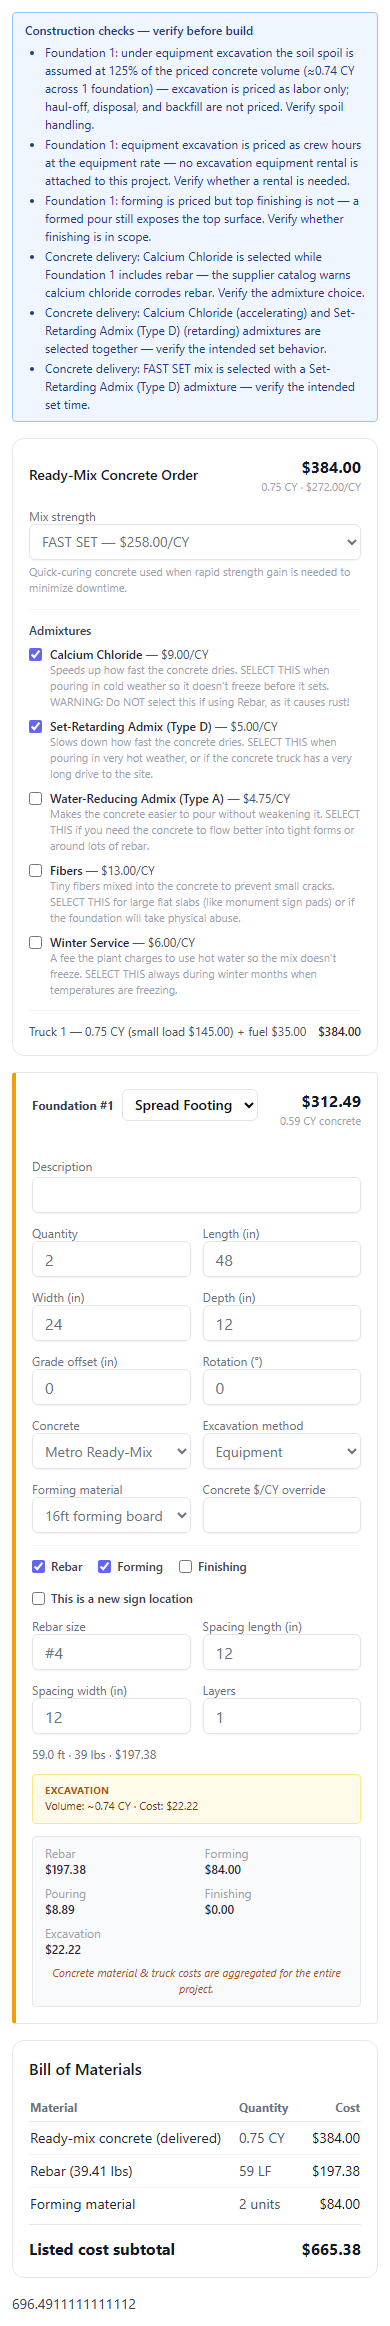 Construction checks — verify before build
• Foundation 1: under equipment excavation the soil spoil is
assumed at 125% of the priced concrete volume (≈0.74 CY
across 1 foundation) — excavation is priced as labor only;
haul-off, disposal, and backfill are not priced. Verify spoil
handling.
• Foundation 1: equipment excavation is priced as crew hours
at the equipment rate — no excavation equipment rental is
attached to this project. Verify whether a rental is needed.
• Foundation 1: forming is priced but top finishing is not — a
formed pour still exposes the top surface. Verify whether
finishing is in scope.
• Concrete delivery: Calcium Chloride is selected while
Foundation 1 includes rebar — the supplier catalog warns
calcium chloride corrodes rebar. Verify the admixture choice.
• Concrete delivery: Calcium Chloride (accelerating) and Set-
Retarding Admix (Type D) (retarding) admixtures are
selected together — verify the intended set behavior.
• Concrete delivery: FAST SET mix is selected with a Set-
Retarding Admix (Type D) admixture — verify the intended
set time.
Ready-Mix Concrete Order $384.00
0.75 CY · $272.00/CY
Mix strength
FAST SET — $258.00/CY
Quick-curing concrete used when rapid strength gain is needed to
minimize downtime.
Admixtures
Calcium Chloride — $9.00/CY
Speeds up how fast the concrete dries. SELECT THIS when
pouring in cold weather so it doesn't freeze before it sets.
WARNING: Do NOT select this if using Rebar, as it causes rust!
Set-Retarding Admix (Type D) — $5.00/CY
Slows down how fast the concrete dries. SELECT THIS when
pouring in very hot weather, or if the concrete truck has a very
long drive to the site.
Water-Reducing Admix (Type A) — $4.75/CY
Makes the concrete easier to pour without weakening it. SELECT
THIS if you need the concrete to flow better into tight forms or
around lots of rebar.
Fibers — $13.00/CY
Tiny fibers mixed into the concrete to prevent small cracks.
SELECT THIS for large flat slabs (like monument sign pads) or if
the foundation will take physical abuse.
Winter Service — $6.00/CY
A fee the plant charges to use hot water so the mix doesn't
freeze. SELECT THIS always during winter months when
temperatures are freezing.
Truck 1 — 0.75 CY (small load $145.00) + fuel $35.00 $384.00
Foundation #1 Spread Footing $312.49
0.59 CY concrete
Description
Quantity Length (in)
2 48
Width (in) Depth (in)
24 12
Grade offset (in) Rotation (°)
0 0
Concrete Excavation method
Metro Ready-Mix Equipment
Forming material Concrete $/CY override
16ft forming board
Rebar Forming Finishing
This is a new sign location
Rebar size Spacing length (in)
#4 12
Spacing width (in) Layers
12 1
59.0 ft · 39 lbs · $197.38
EXCAVATION
Volume: ~0.74 CY · Cost: $22.22
Rebar Forming
$197.38 $84.00
Pouring Finishing
$8.89 $0.00
Excavation
$22.22
Concrete material & truck costs are aggregated for the entire
project.
Bill of Materials
Material Quantity Cost
Ready-mix concrete (delivered) 0.75 CY $384.00
Rebar (39.41 lbs) 59 LF $197.38
Forming material 2 units $84.00
Listed cost subtotal $665.38
696.4911111111112